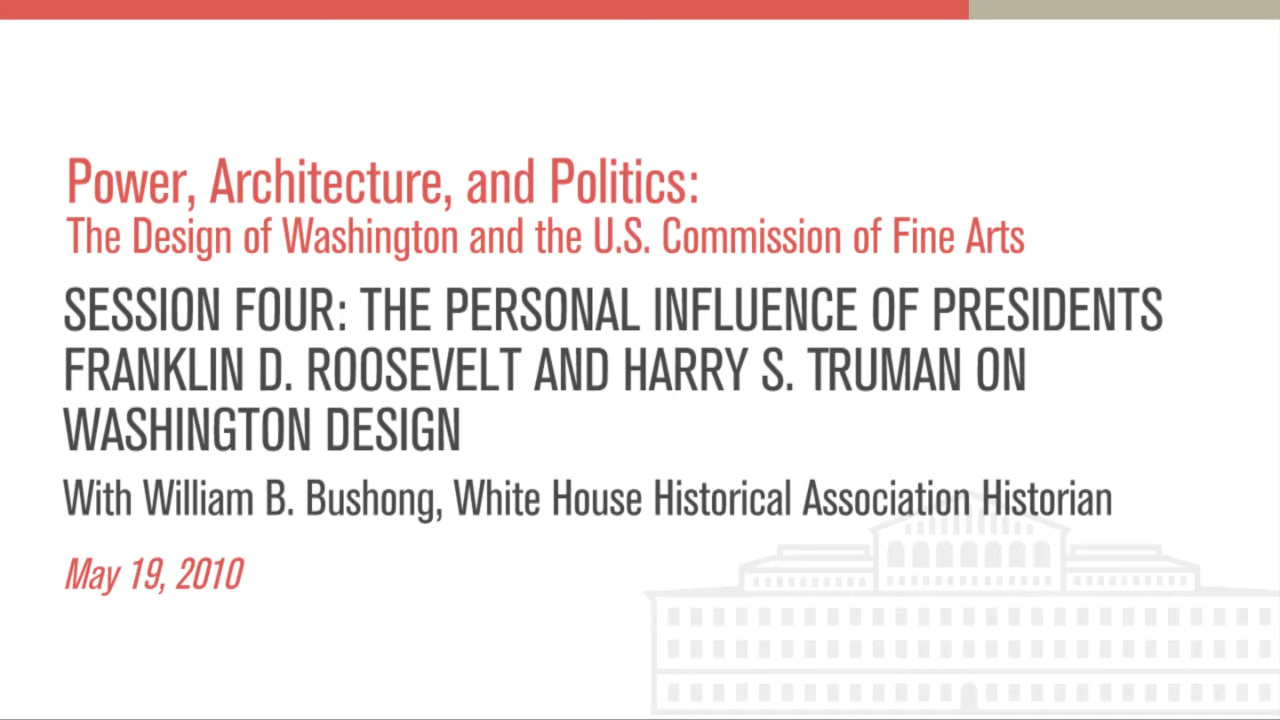 Power, Architecture, and Politics:
The Design of Washington and the U.S. Commission of Fine Arts
SESSION FOUR: THE PERSONAL INFLUENCE OF PRESIDENTS
FRANKLIN D. ROOSEVELT AND HARRY S. TRUMAN ON
WASHINGTON DESIGN
With William B. Bushong, White House Historical Association Historian
May 19, 2010